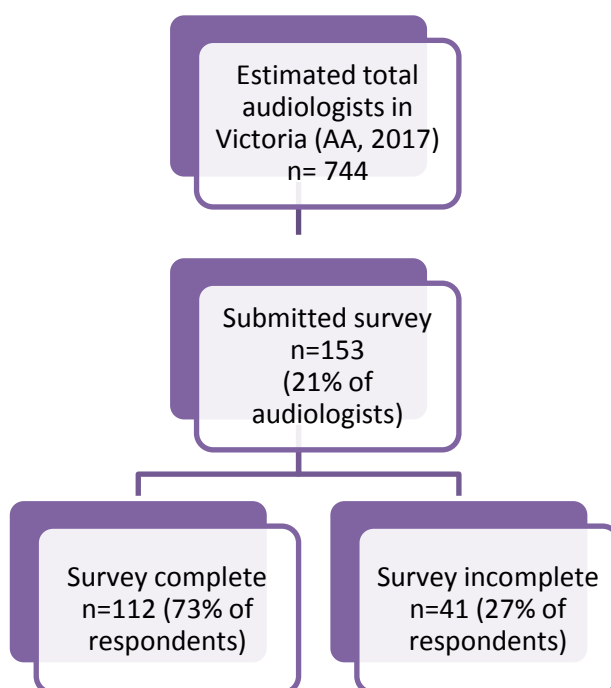 Estimated total
audiologists in
Victoria (AA, 2017)
n= 744
Submitted survey
n=153
(21% of
audiologists)
Survey complete
n=112 (73% of
respondents)
Survey incomplete
n=41 (27% of
respondents)